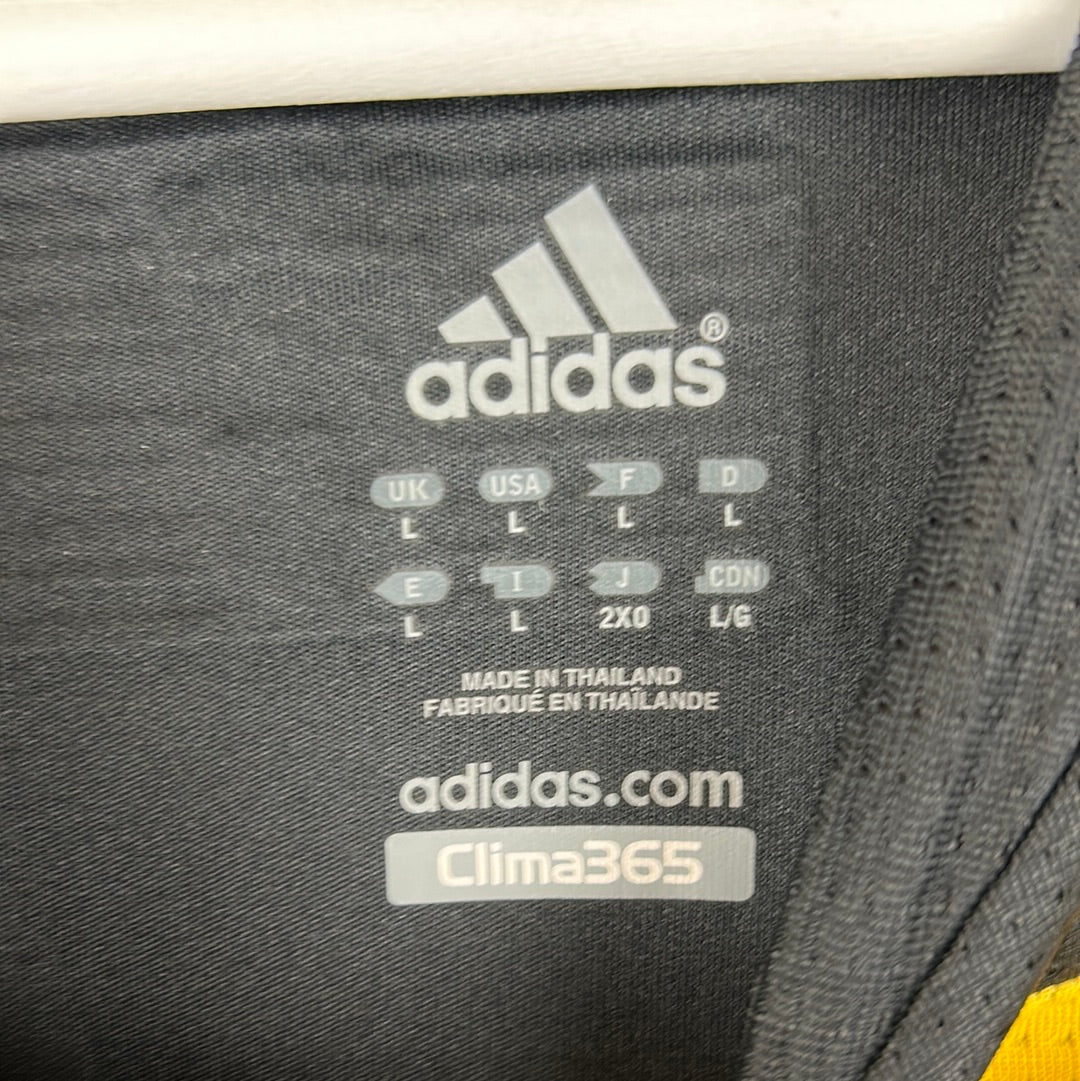 adidas®
UK USA F D
L L L L
E I J CDN
L L 2XO L/G
MADE IN THAILAND
FABRIQUÉ EN THAÏLANDE
adidas.com
Clima365